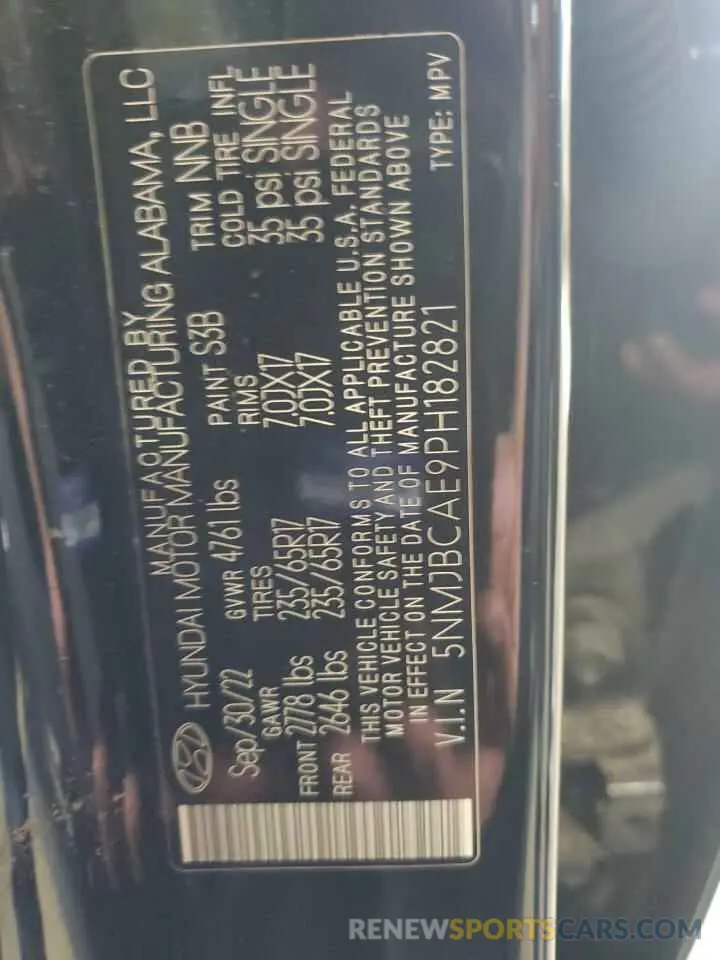 MANUFACTURED BY
HYUNDAI MOTOR MANUFACTURING ALABAMA, LLC
Sep/30/22 GVWR 4761 lbs PAINT S3B TRIM NNB
GAWR TIRES RIMS COLD TIRE INFL
FRONT 2778 lbs 235/65R17 7.0JX17 35 psi SINGLE
REAR 2646 lbs 235/65R17 7.0JX17 35 psi SINGLE
THIS VEHICLE CONFORMS TO ALL APPLICABLE U.S.A. FEDERAL
MOTOR VEHICLE SAFETY AND THEFT PREVENTION STANDARDS
IN EFFECT ON THE DATE OF MANUFACTURE SHOWN ABOVE
V.I.N 5NMJBCAE9PH182821 TYPE: MPV
RENEWSPORTSCARS.COM